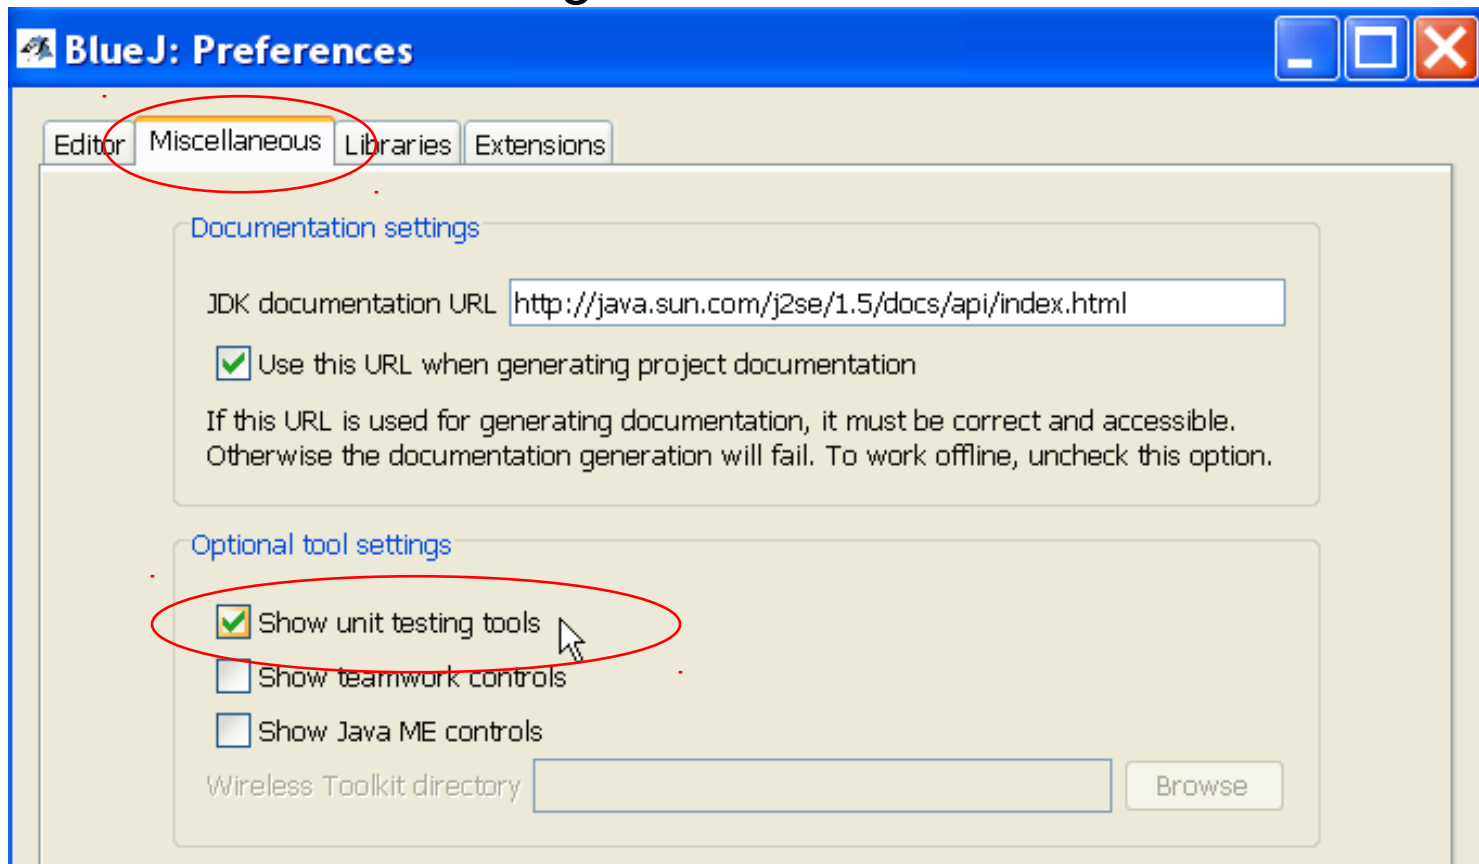 BlueJ: Preferences
Editor Miscellaneous Libraries Extensions
Documentation settings
JDK documentation URL http://java.sun.com/j2se/1.5/docs/api/index.html
Use this URL when generating project documentation
If this URL is used for generating documentation, it must be correct and accessible.
Otherwise the documentation generation will fail. To work offline, uncheck this option.
Optional tool settings
Show unit testing tools
Show teamwork controls
Show Java ME controls
Wireless Toolkit directory Browse